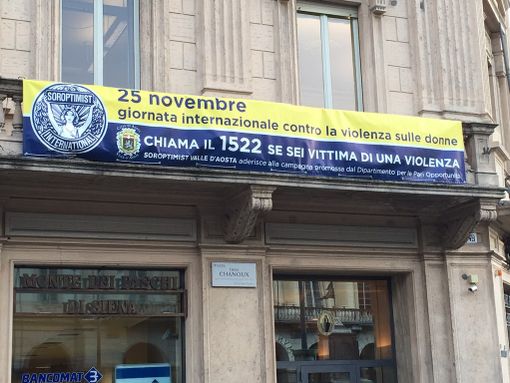 SOROPTIMIST
INTERNATIONAL
25 novembre
giornata internazionale contro la violenza sulle donne
CHIAMA IL 1522 SE SEI VITTIMA DI UNA VIOLENZA
SOROPTIMIST VALLE D'AOSTA aderisce alla campagna promossa dal Dipartimento per le Pari Opportunità
CHANOUX
MONTE DEI PASCHI
DI SIENA
BANCOMAT